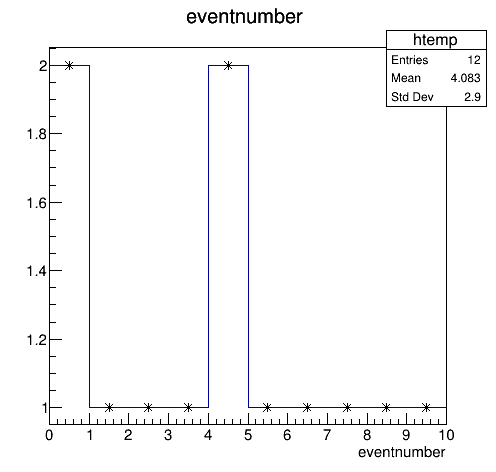 eventnumber
htemp
Entries 12
Mean 4.083
Std Dev 2.9
2
1.8
1.6
1.4
1.2
1
0 1 2 3 4 5 6 7 8 9 10
eventnumber